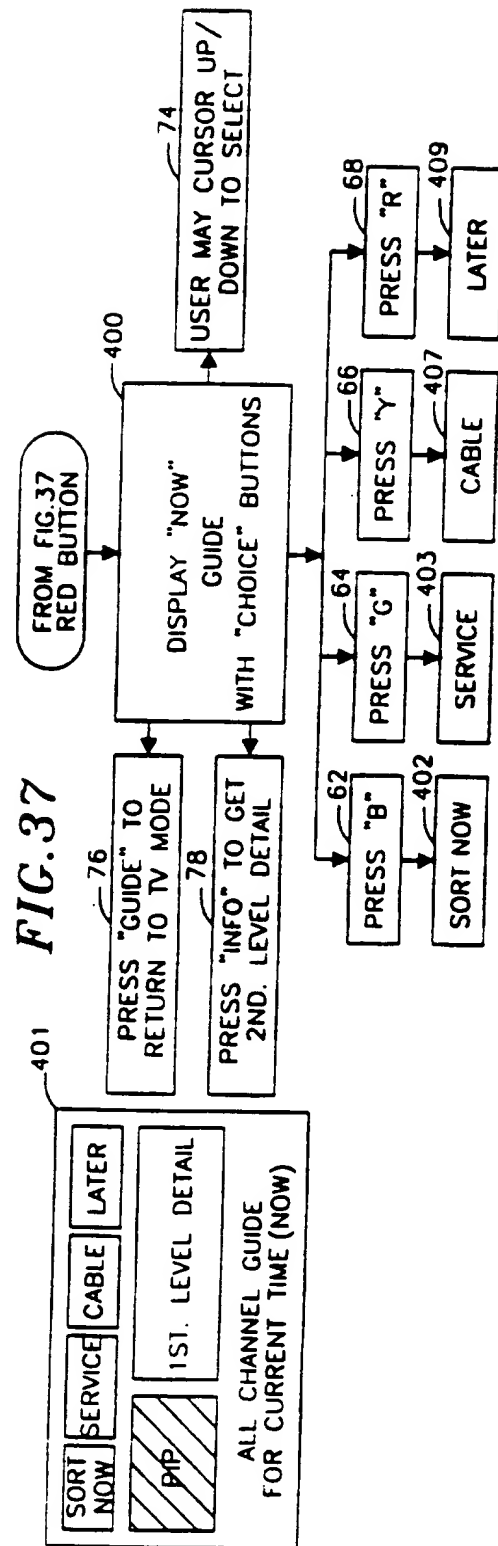 FIG.37
401
SORT
NOW
SERVICE
CABLE
LATER
PIP
1ST. LEVEL DETAIL
ALL CHANNEL GUIDE
FOR CURRENT TIME (NOW)
FROM FIG.37
RED BUTTON
76
PRESS "GUIDE" TO
RETURN TO TV MODE
78
PRESS "INFO" TO GET
2ND. LEVEL DETAIL
400
DISPLAY "NOW"
GUIDE
WITH "CHOICE" BUTTONS
74
USER MAY CURSOR UP/
DOWN TO SELECT
62
PRESS "B"
402
SORT NOW
64
PRESS "G"
403
SERVICE
66
PRESS "Y"
407
CABLE
68
PRESS "R"
409
LATER